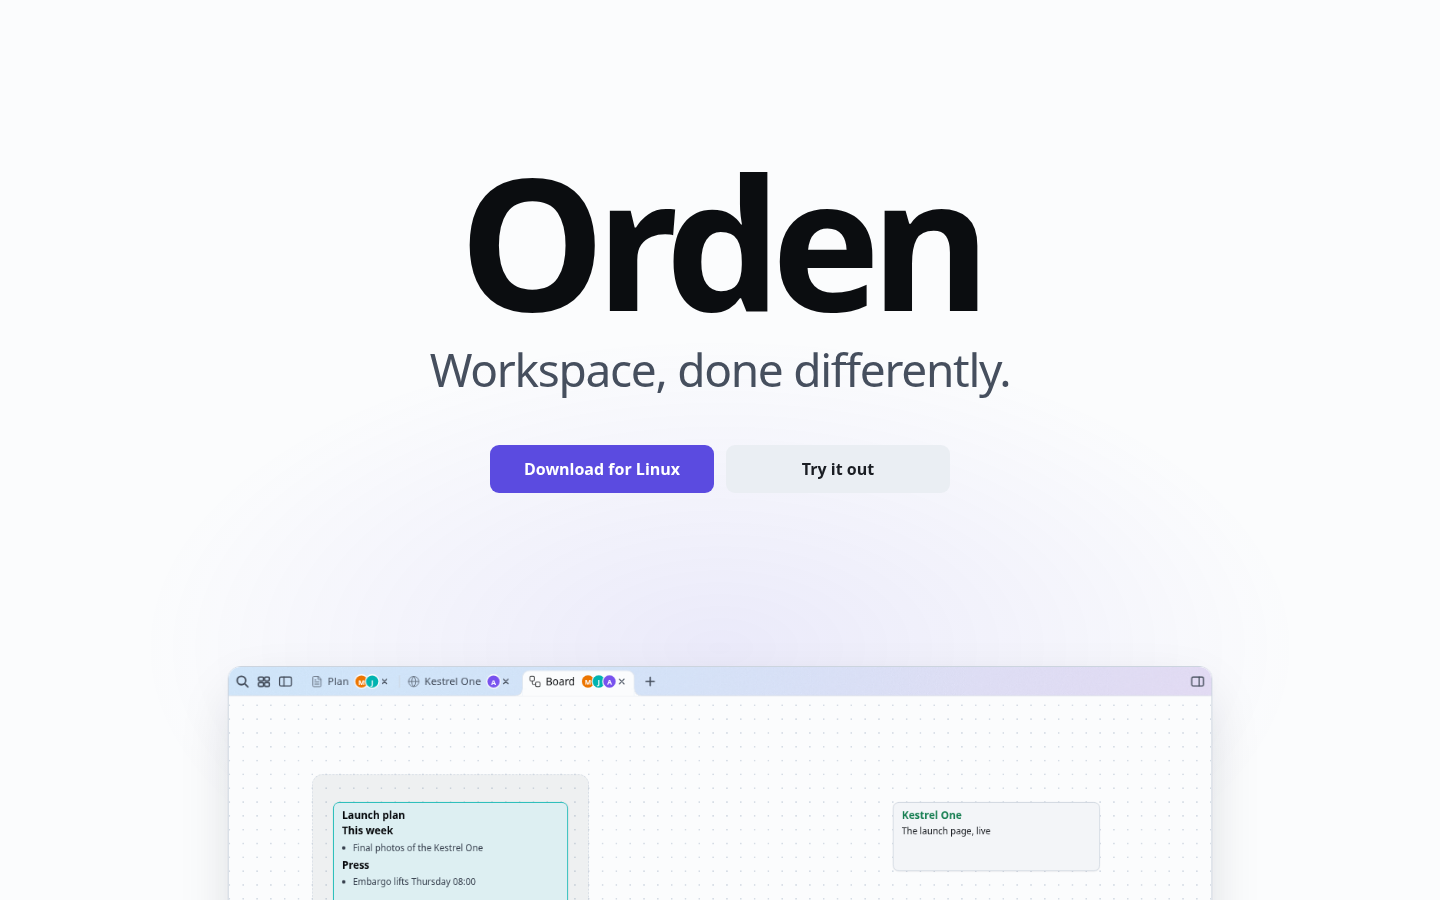 Orden
Workspace, done differently.
Download for Linux
Try it out
Plan M J
Kestrel One A
Board M J A
Launch plan
This week
Final photos of the Kestrel One
Press
Embargo lifts Thursday 08:00
Kestrel One
The launch page, live